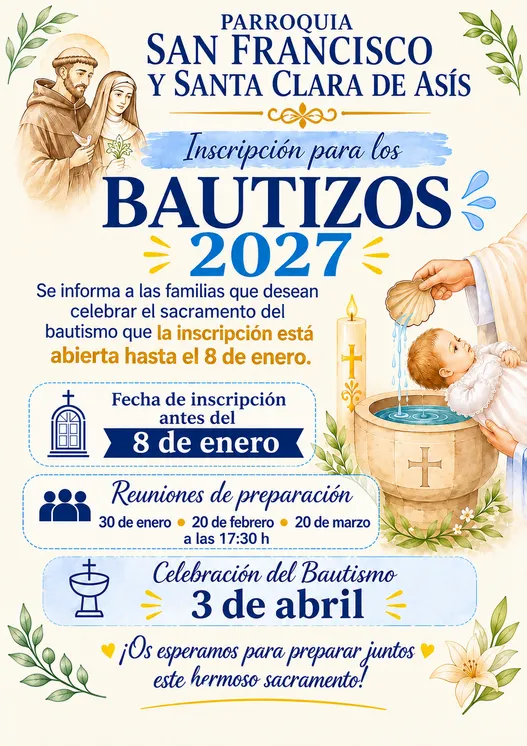 PARROQUIA
SAN FRANCISCO
Y SANTA CLARA DE ASÍS
Inscripción para los
BAUTIZOS
2027
Se informa a las familias que desean
celebrar el sacramento del
bautismo que la inscripción está
abierta hasta el 8 de enero.
Fecha de inscripción
antes del
8 de enero
Reuniones de preparación
30 de enero • 20 de febrero • 20 de marzo
a las 17:30 h
Celebración del Bautismo
3 de abril
¡Os esperamos para preparar juntos
este hermoso sacramento!